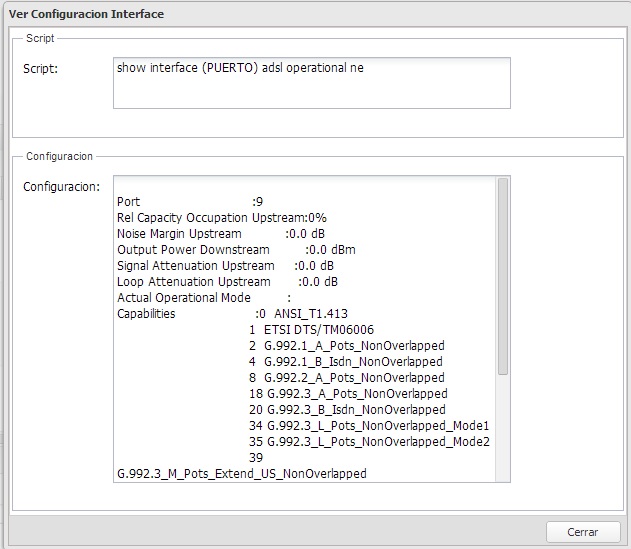 Ver Configuracion Interface
Script
Script:
show interface (PUERTO) adsl operational ne
Configuracion
Configuracion:
Port :9
Rel Capacity Occupation Upstream:0%
Noise Margin Upstream :0.0 dB
Output Power Downstream :0.0 dBm
Signal Attenuation Upstream :0.0 dB
Loop Attenuation Upstream :0.0 dB
Actual Operational Mode :
Capabilities :0 ANSI_T1.413
1 ETSI DTS/TM06006
2 G.992.1_A_Pots_NonOverlapped
4 G.992.1_B_Isdn_NonOverlapped
8 G.992.2_A_Pots_NonOverlapped
18 G.992.3_A_Pots_NonOverlapped
20 G.992.3_B_Isdn_NonOverlapped
34 G.992.3_L_Pots_NonOverlapped_Mode1
35 G.992.3_L_Pots_NonOverlapped_Mode2
39
G.992.3_M_Pots_Extend_US_NonOverlapped
Cerrar